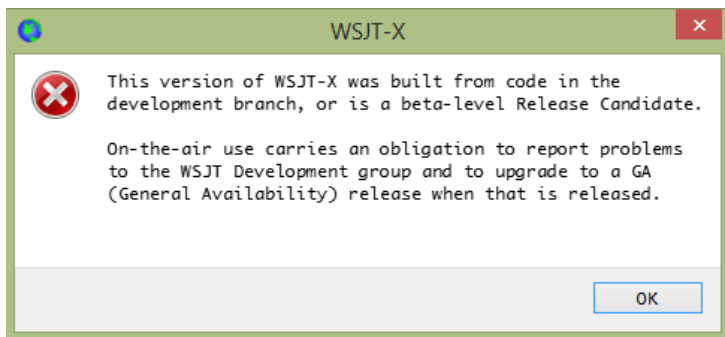 WSJT-X
This version of WSJT-X was built from code in the
development branch, or is a beta-level Release Candidate.
On-the-air use carries an obligation to report problems
to the WSJT Development group and to upgrade to a GA
(General Availability) release when that is released.
OK